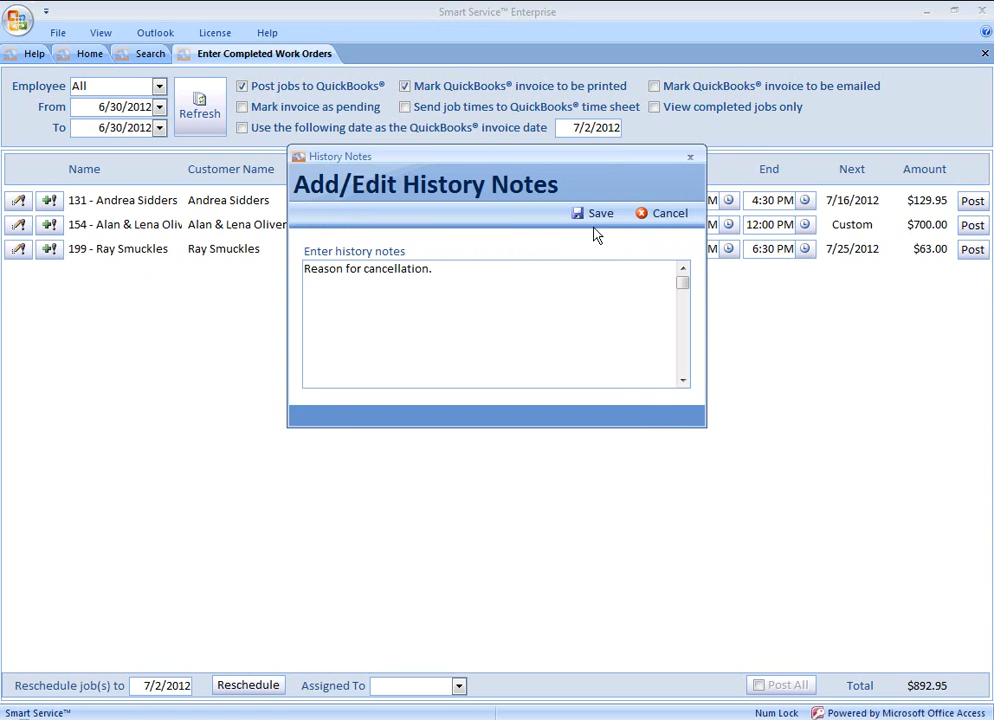 Smart Service™ Enterprise
File View Outlook License Help
Help Home Search Enter Completed Work Orders
Employee All Refresh Post jobs to QuickBooks® Mark QuickBooks® invoice to be printed Mark QuickBooks® invoice to be emailed
From 6/30/2012 Mark invoice as pending Send job times to QuickBooks® time sheet View completed jobs only
To 6/30/2012 Use the following date as the QuickBooks® invoice date 7/2/2012
Name Customer Name End Next Amount
131 - Andrea Sidders Andrea Sidders M 4:30 PM 7/16/2012 $129.95 Post
154 - Alan & Lena Oliv Alan & Lena Oliver M 12:00 PM Custom $700.00 Post
199 - Ray Smuckles Ray Smuckles M 6:30 PM 7/25/2012 $63.00 Post
History Notes
Add/Edit History Notes
Save Cancel
Enter history notes
Reason for cancellation.
Reschedule job(s) to 7/2/2012 Reschedule Assigned To Post All Total $892.95
Smart Service™ Num Lock Powered by Microsoft Office Access